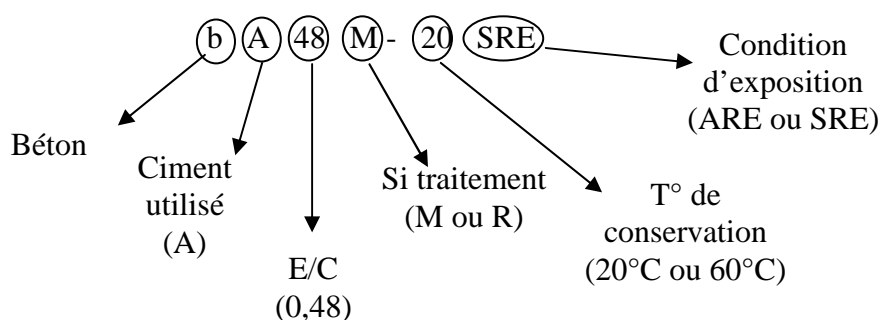 b A 48 M - 20 SRE
Condition
d'exposition
(ARE ou SRE)
Béton
Ciment
utilisé
(A)
Si traitement
(M ou R)
T° de
conservation
(20°C ou 60°C)
E/C
(0,48)